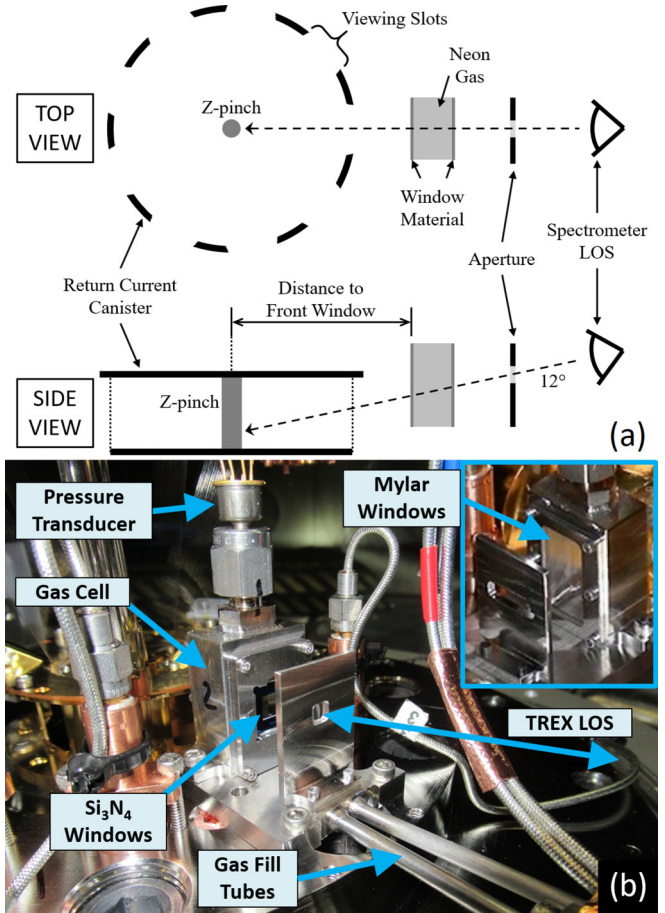 Viewing Slots
Neon
Gas
TOP
VIEW
Z-pinch
Window
Material
Spectrometer
LOS
Aperture
Return Current
Canister
Distance to
Front Window
SIDE
VIEW
Z-pinch
12°
(a)
Pressure
Transducer
Mylar
Windows
Gas Cell
2
3
TREX LOS
Si₃N₄
Windows
Gas Fill
Tubes
(b)